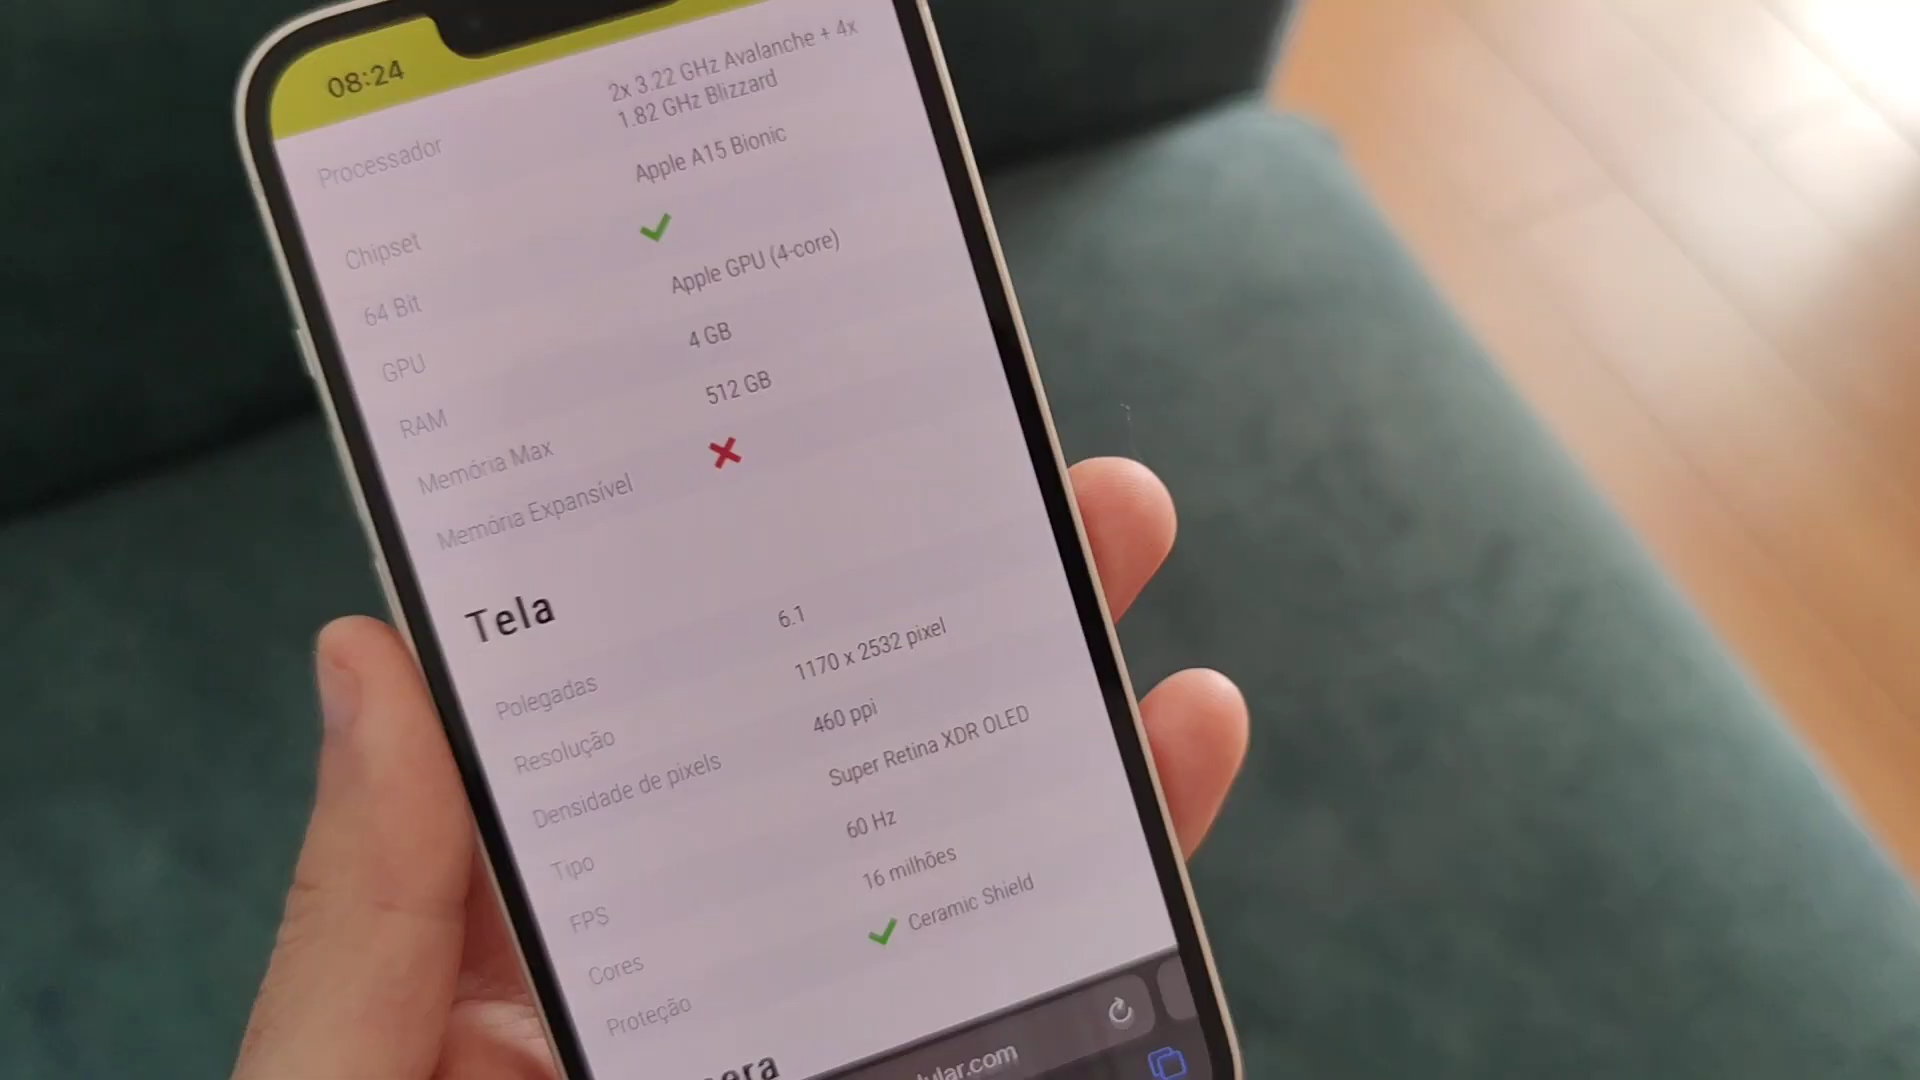 08:24
Processador
2x 3.22 GHz Avalanche + 4x
1.82 GHz Blizzard
Chipset
Apple A15 Bionic
64 Bit
GPU
Apple GPU (4-core)
RAM
4 GB
Memória Max
512 GB
Memória Expansível
Tela
Polegadas
6.1
Resolução
1170 x 2532 pixel
Densidade de pixels
460 ppi
Tipo
Super Retina XDR OLED
FPS
60 Hz
Cores
16 milhões
Proteção
Ceramic Shield